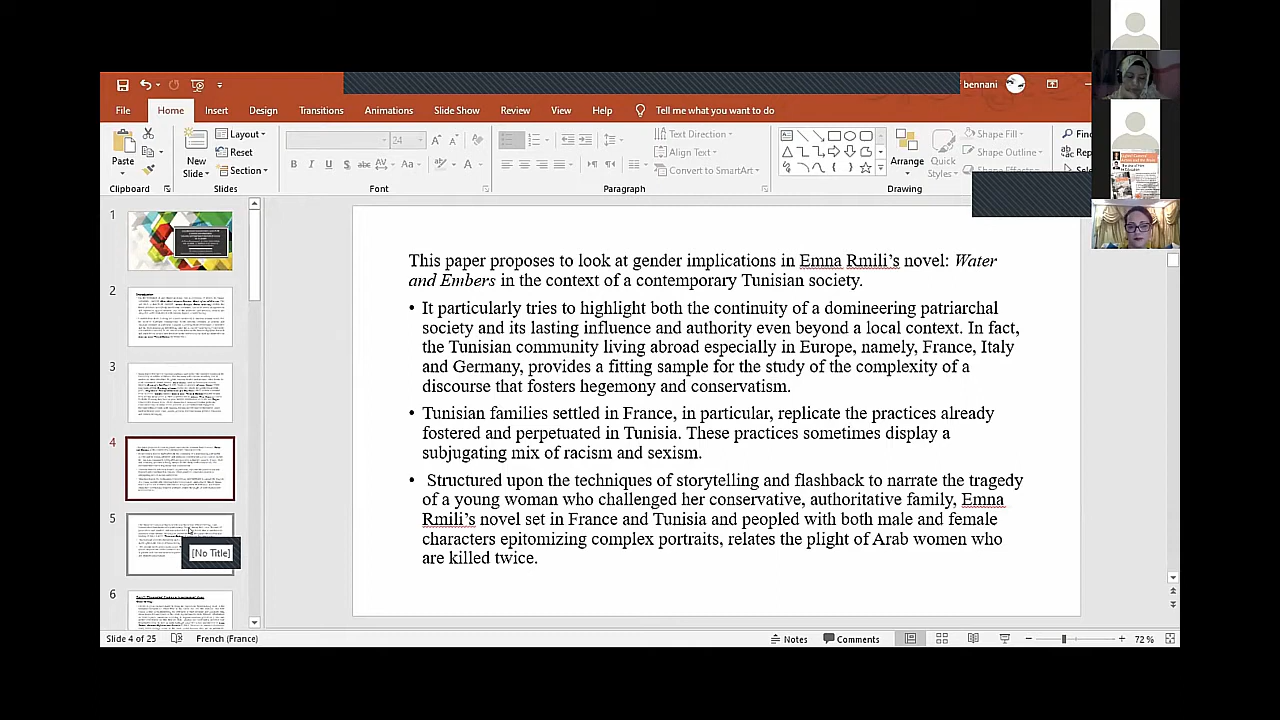 bennani
File Home Insert Design Transitions Animations Slide Show Review View Help Tell me what you want to do
Paste
New
Slide
Layout
Reset
Section
24
Text Direction
Align Text
Convert to SmartArt
Arrange
Quick
Styles
Shape Fill
Shape Outline
Shape Effects
Clipboard Slides Font Paragraph Drawing
1
2
3
4
5
[No Title]
6
This paper proposes to look at gender implications in Emna Rmili's novel: Water
and Embers in the context of a contemporary Tunisian society.
• It particularly tries to highlight both the continuity of a domineering patriarchal
society and its lasting influence and authority even beyond a local context. In fact,
the Tunisian community living abroad especially in Europe, namely, France, Italy
and Germany, provides a fitting sample for the study of the complexity of a
discourse that fosters hegemony and conservatism.
• Tunisian families settled in France, in particular, replicate the practices already
fostered and perpetuated in Tunisia. These practices sometimes display a
subjugating mix of racism and sexism.
• Structured upon the technique of storytelling and flashback to narrate the tragedy
of a young woman who challenged her conservative, authoritative family, Emna
Rmili's novel set in France and Tunisia and peopled with both male and female
characters epitomizing complex portraits, relates the plight of Arab women who
are killed twice.
Slide 4 of 25 French (France) Notes Comments 72 %